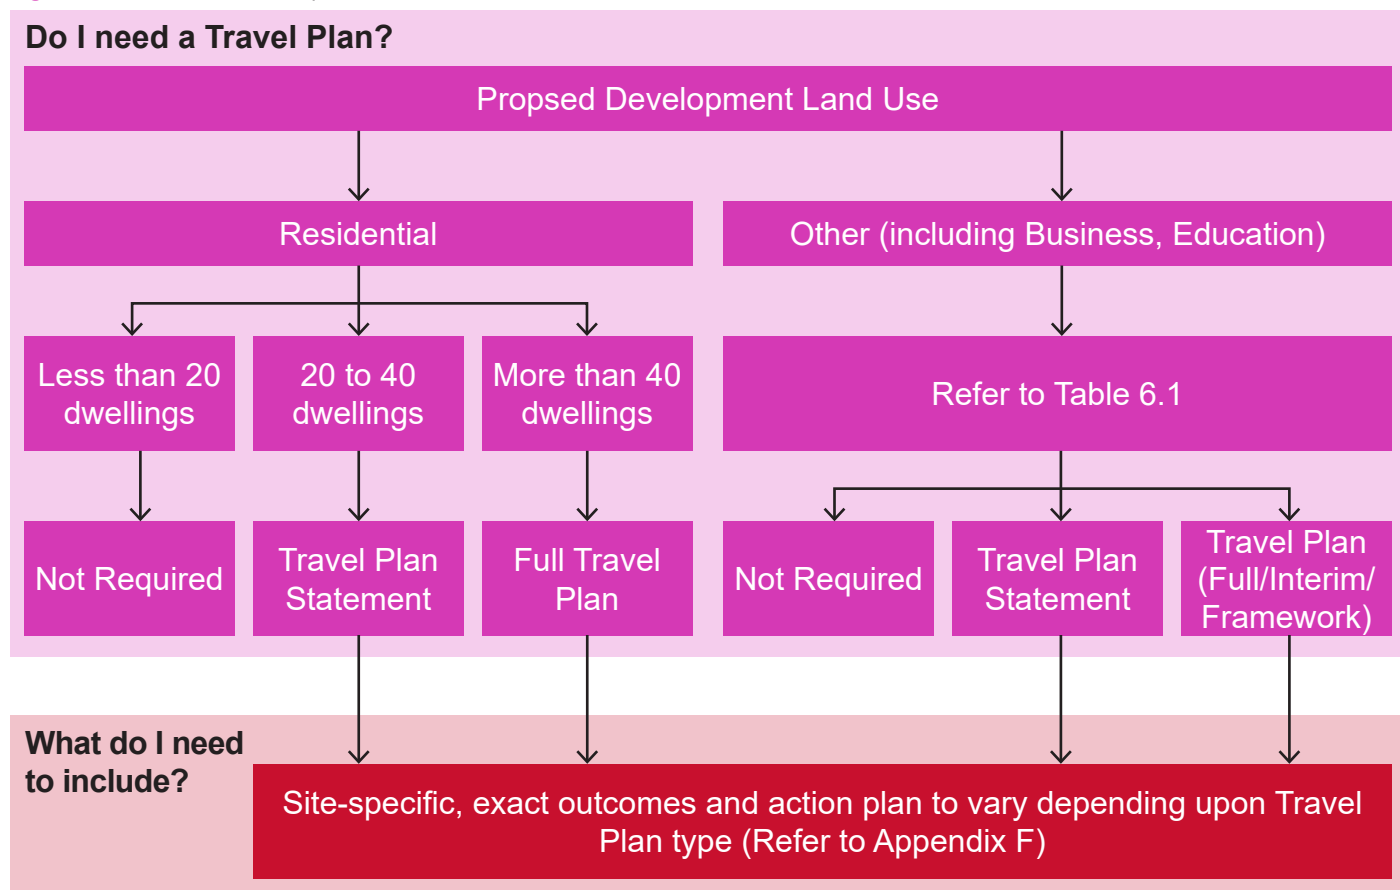 Do I need a Travel Plan?
Propsed Development Land Use
Residential
Other (including Business, Education)
Less than 20
dwellings
20 to 40
dwellings
More than 40
dwellings
Refer to Table 6.1
Not Required
Travel Plan
Statement
Full Travel
Plan
Not Required
Travel Plan
Statement
Travel Plan
(Full/Interim/
Framework)
What do I need
to include?
Site-specific, exact outcomes and action plan to vary depending upon Travel
Plan type (Refer to Appendix F)